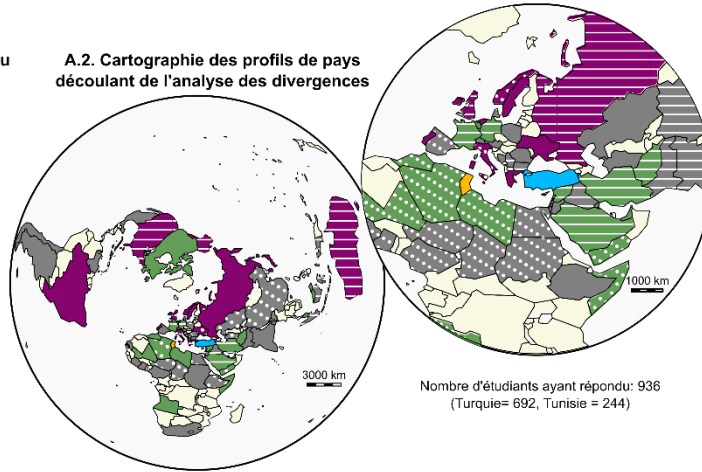 u
A.2. Cartographie des profils de pays
découlant de l'analyse des divergences
1000 km
3000 km
Nombre d'étudiants ayant répondu: 936
(Turquie= 692, Tunisie = 244)